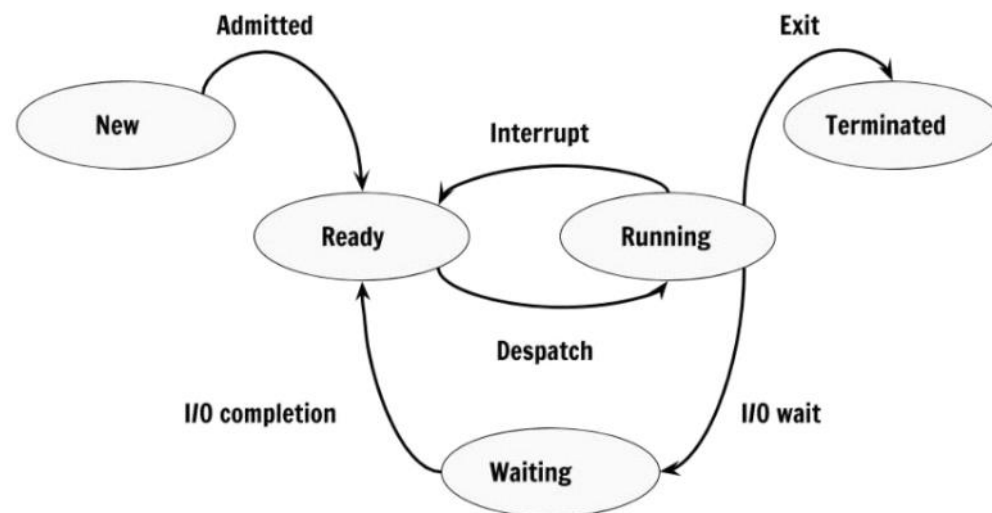 Admitted
Exit
New
Terminated
Interrupt
Ready
Running
Despatch
I/O completion
I/O wait
Waiting